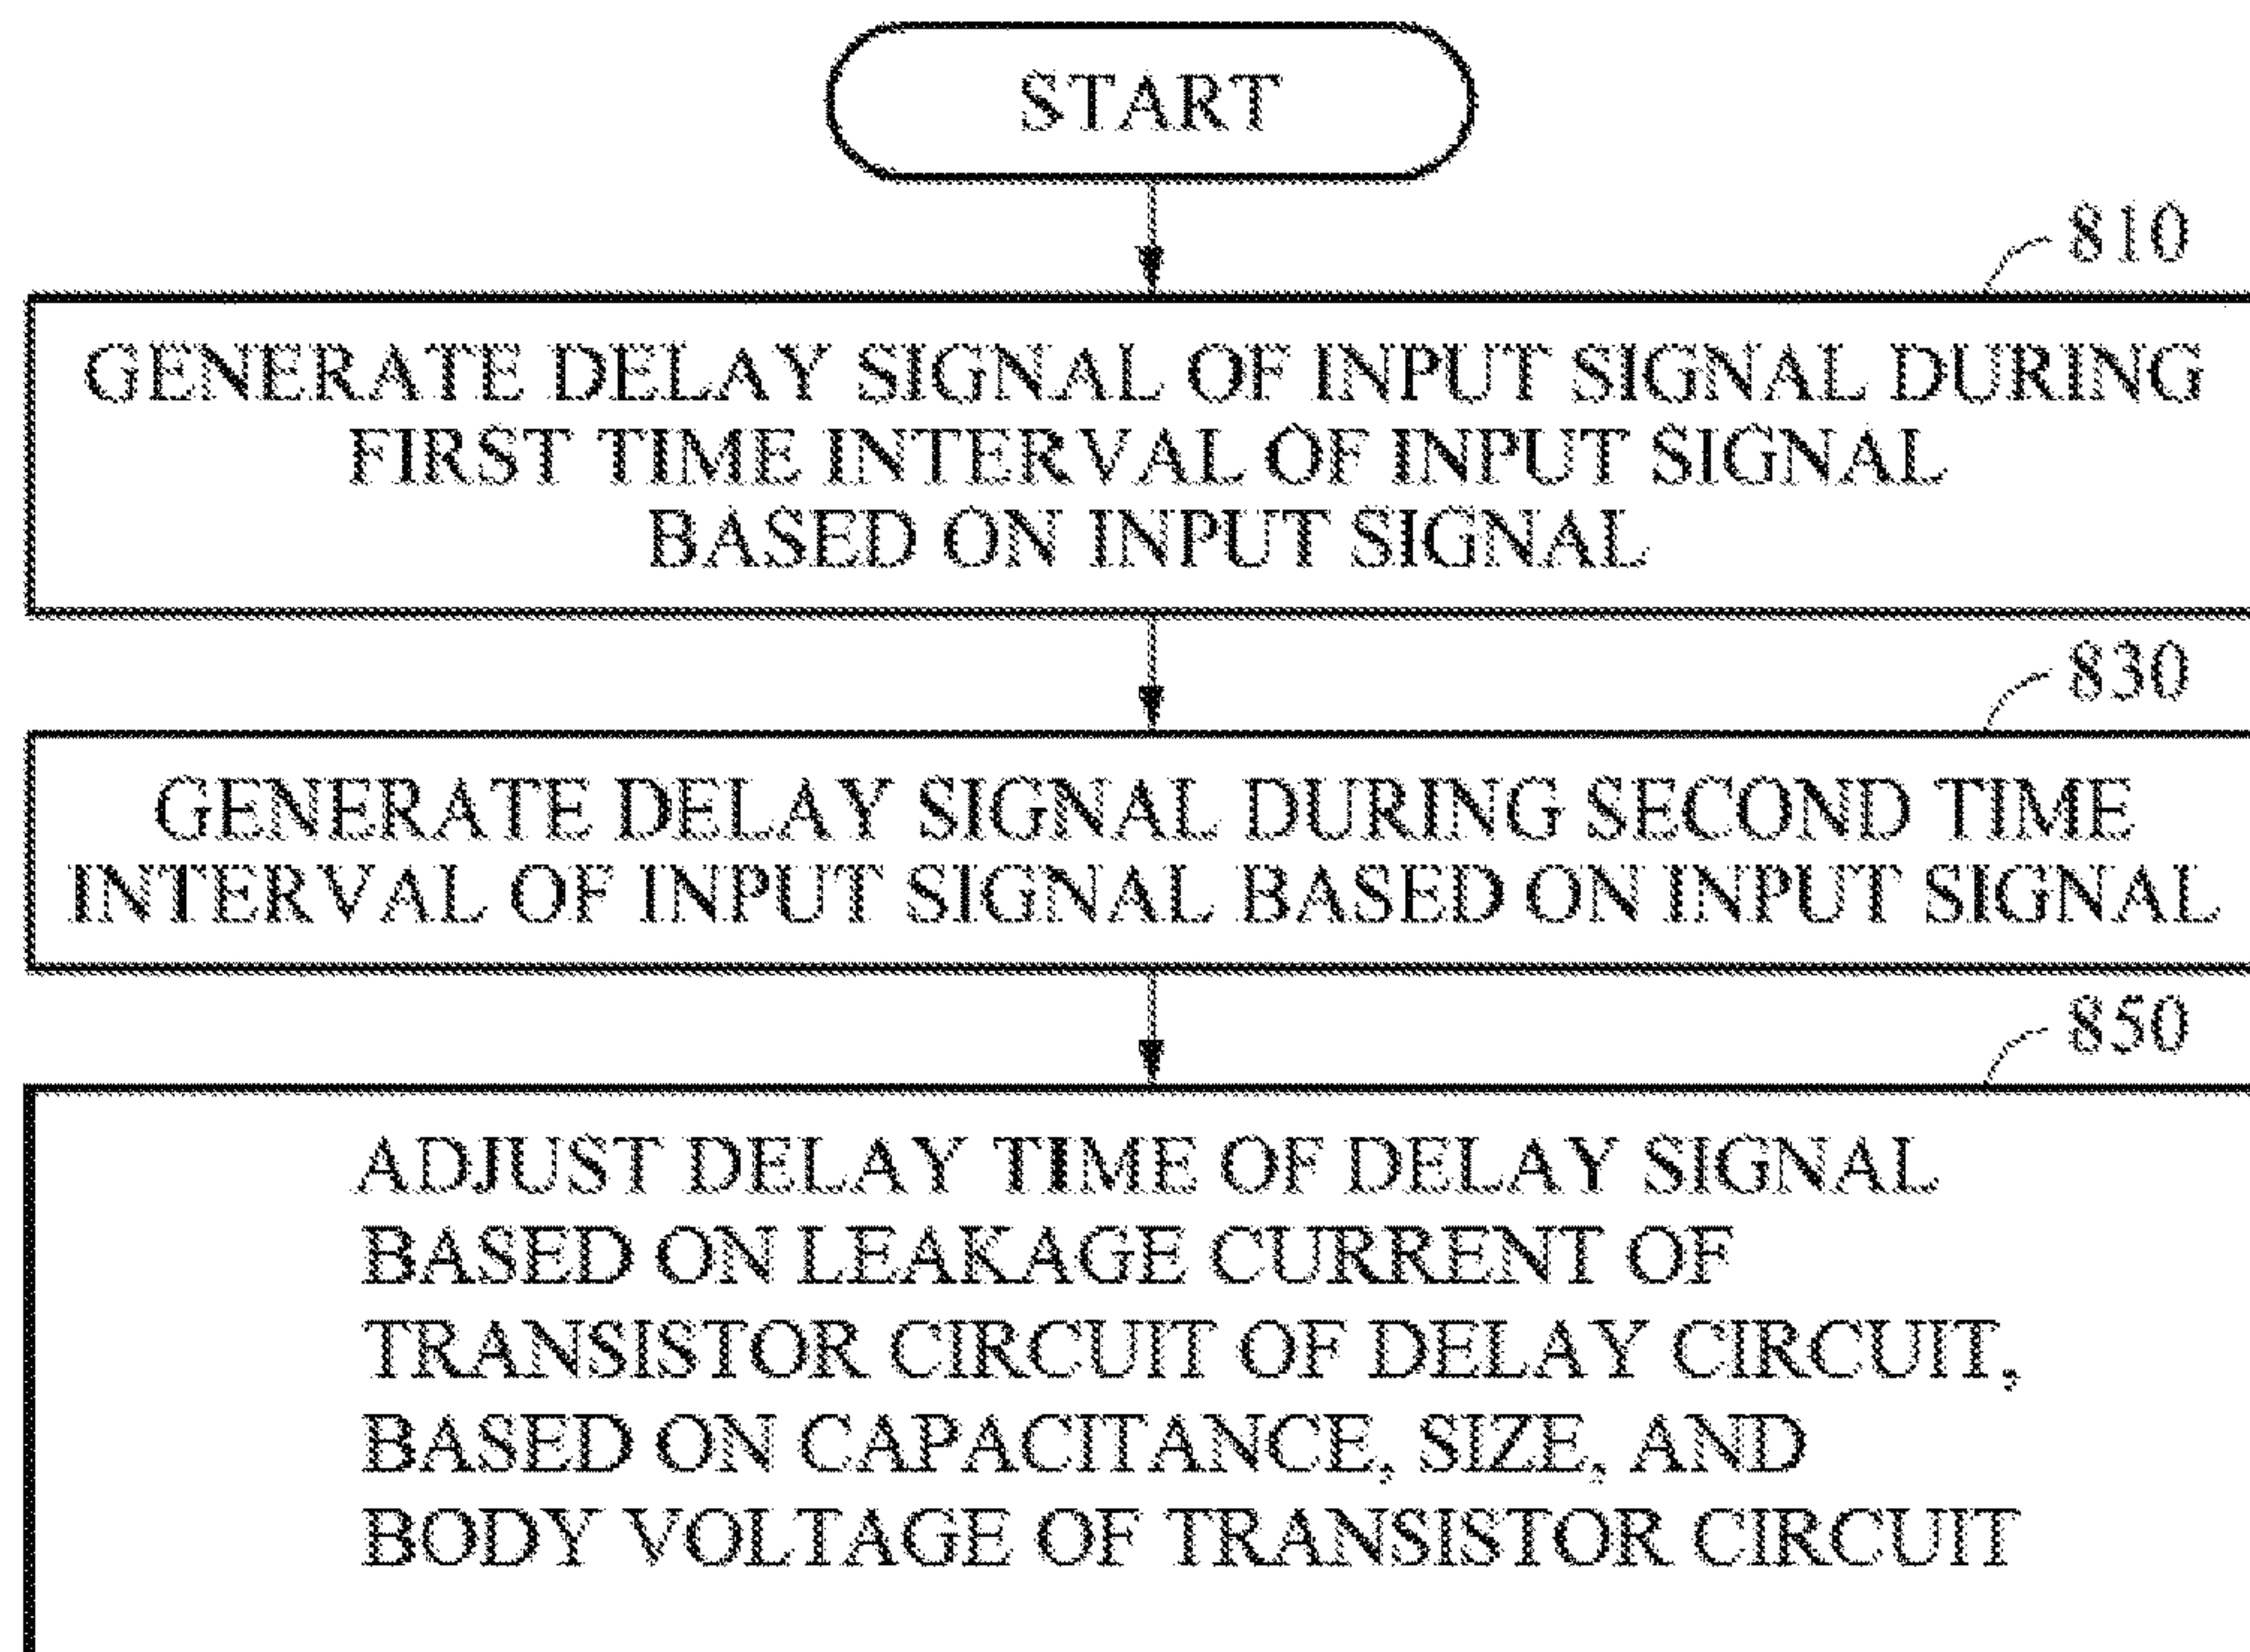 START
810
GENERATE DELAY SIGNAL OF INPUT SIGNAL DURING
FIRST TIME INTERVAL OF INPUT SIGNAL
BASED ON INPUT SIGNAL
830
GENERATE DELAY SIGNAL DURING SECOND TIME
INTERVAL OF INPUT SIGNAL BASED ON INPUT SIGNAL
850
ADJUST DELAY TIME OF DELAY SIGNAL
BASED ON LEAKAGE CURRENT OF
TRANSISTOR CIRCUIT OF DELAY CIRCUIT,
BASED ON CAPACITANCE, SIZE, AND
BODY VOLTAGE OF TRANSISTOR CIRCUIT